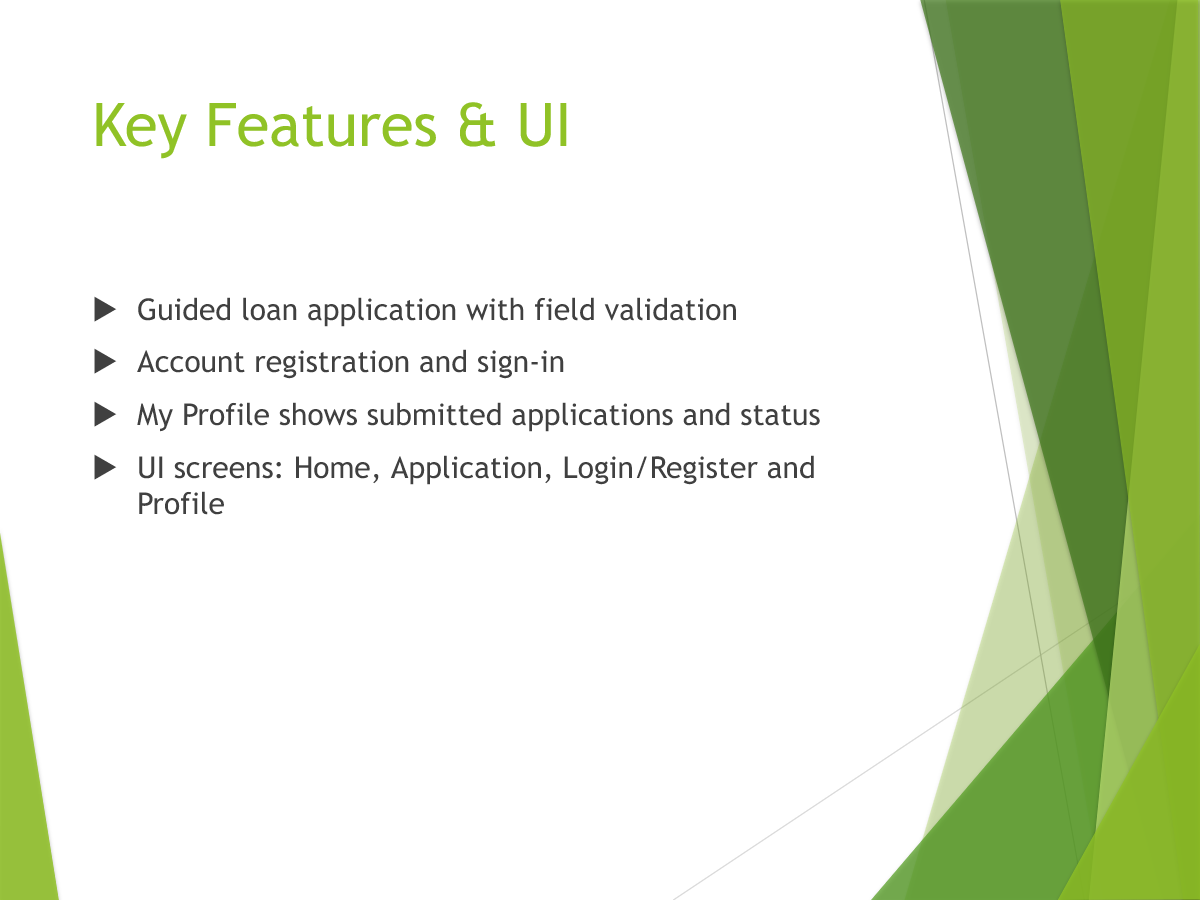 Key Features & UI
Guided loan application with field validation
Account registration and sign-in
My Profile shows submitted applications and status
UI screens: Home, Application, Login/Register and
Profile